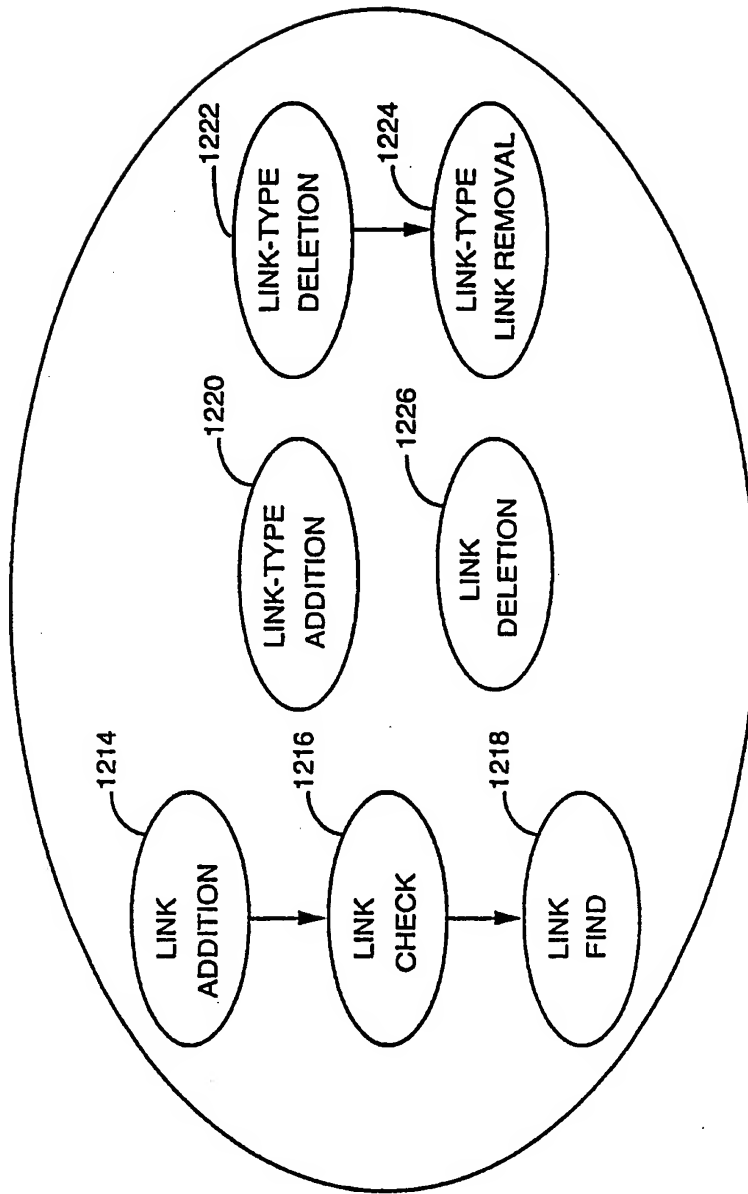 1214
LINK
ADDITION
1216
LINK
CHECK
1218
LINK
FIND
1220
LINK-TYPE
ADDITION
1226
LINK
DELETION
1222
LINK-TYPE
DELETION
1224
LINK-TYPE
LINK REMOVAL